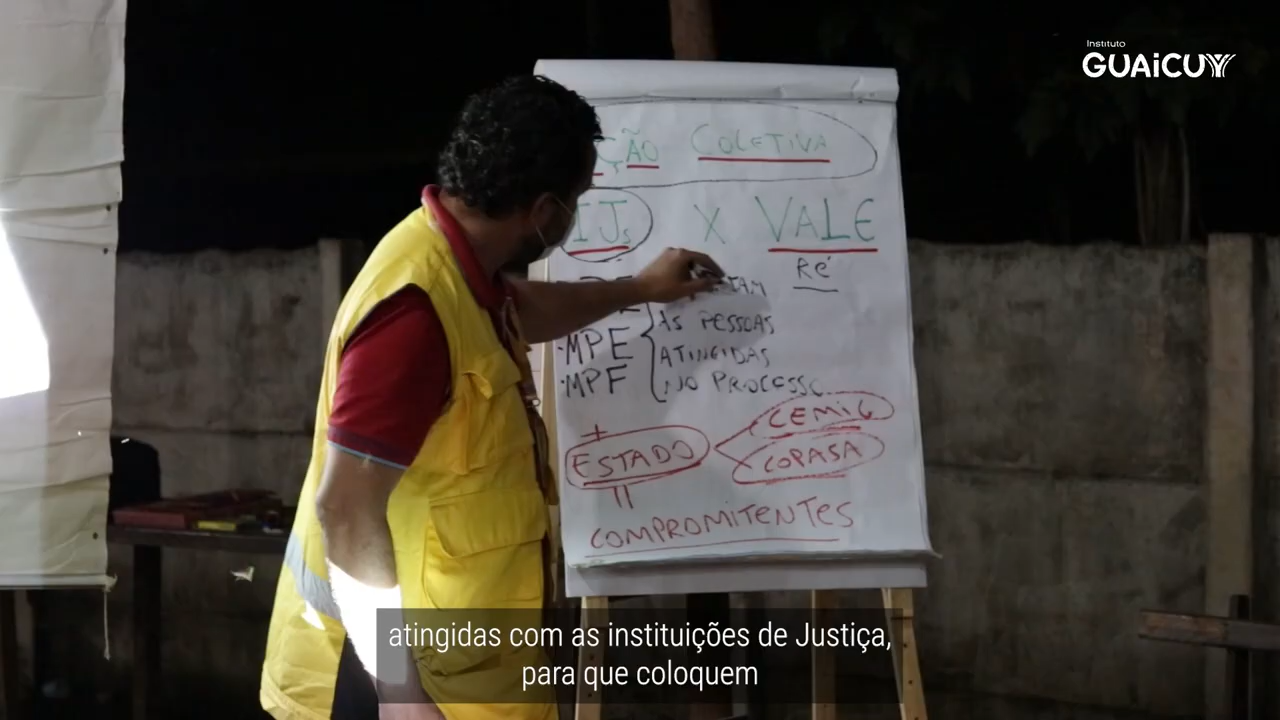 Instituto
GUAiCUY
ÇÃO COLETIVA
IJs X VALE
RÉ
AS PESSOAS
·MPE
ATINGIDAS
·MPF
NO PROCESSO
CEMIG
+
ESTADO
COPASA
COMPROMITENTES
atingidas com as instituições de Justiça,
para que coloquem